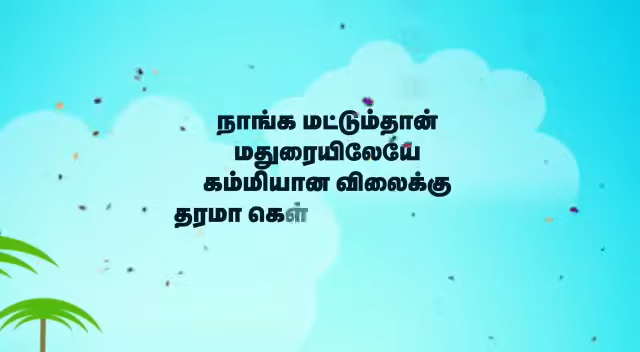 நாங்க மட்டும்தான்
மதுரையிலேயே
கம்மியான விலைக்கு
தரமா கெள்